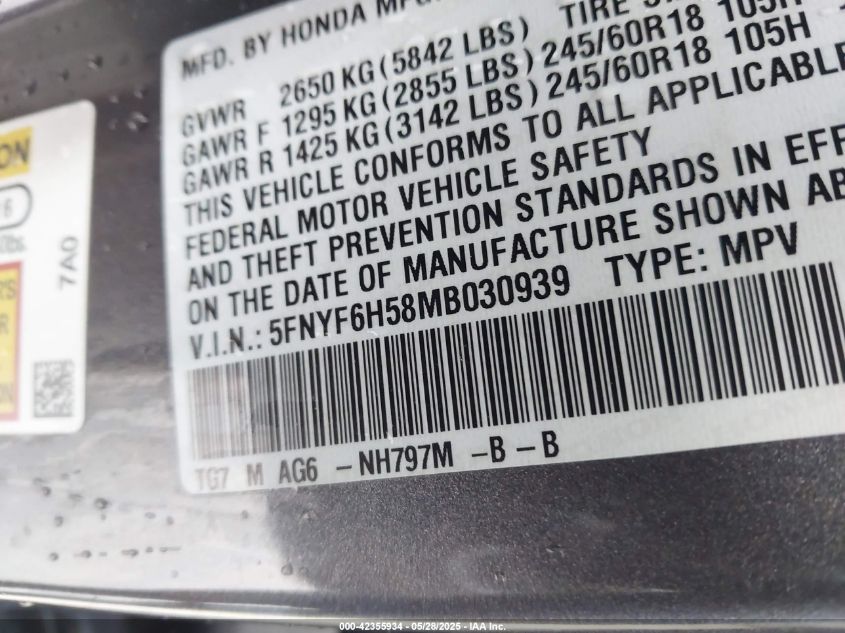 MFD. BY HONDA MFG.
GVWR 2650 KG (5842 LBS)
GAWR F 1295 KG (2855 LBS) 245/60R18 105H
GAWR R 1425 KG (3142 LBS) 245/60R18 105H
THIS VEHICLE CONFORMS TO ALL APPLICABLE
FEDERAL MOTOR VEHICLE SAFETY
AND THEFT PREVENTION STANDARDS IN EFF
ON THE DATE OF MANUFACTURE SHOWN AB
V.I.N.: 5FNYF6H58MB030939 TYPE: MPV
TG7 M AG6 - NH797M - B - B
7A0
000-42355934 - 05/28/2025 - IAA Inc.